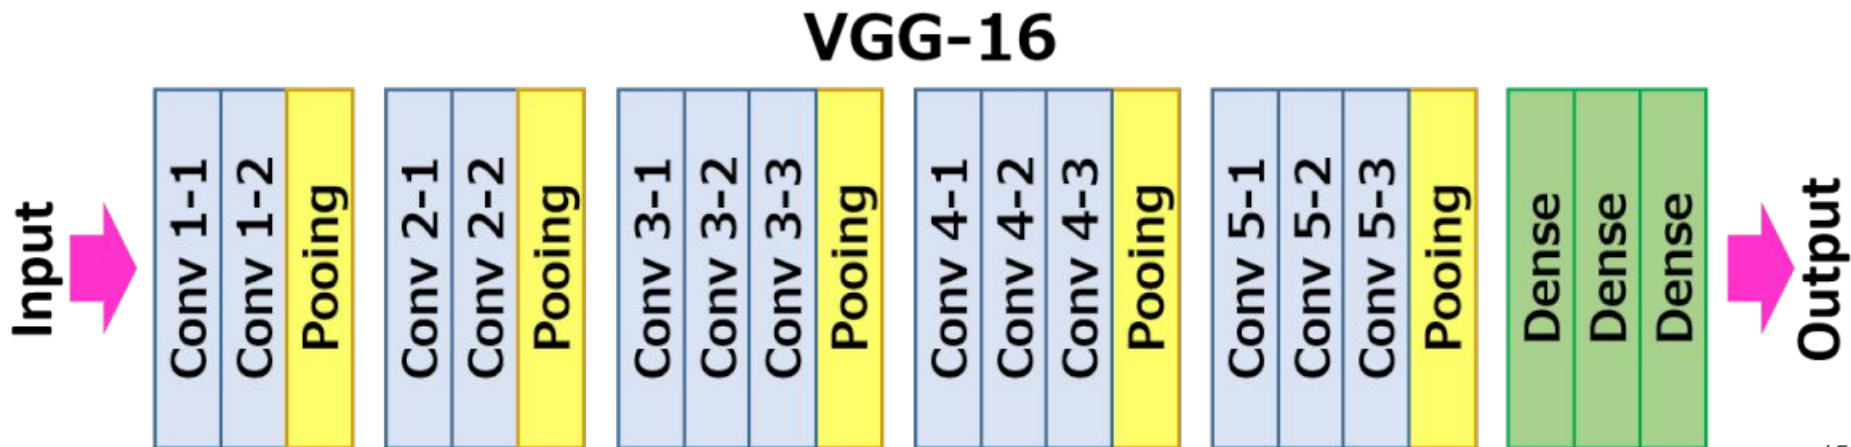 VGG-16
Input
Conv 1-1
Conv 1-2
Pooing
Conv 2-1
Conv 2-2
Pooing
Conv 3-1
Conv 3-2
Conv 3-3
Pooing
Conv 4-1
Conv 4-2
Conv 4-3
Pooing
Conv 5-1
Conv 5-2
Conv 5-3
Pooing
Dense
Dense
Dense
Output